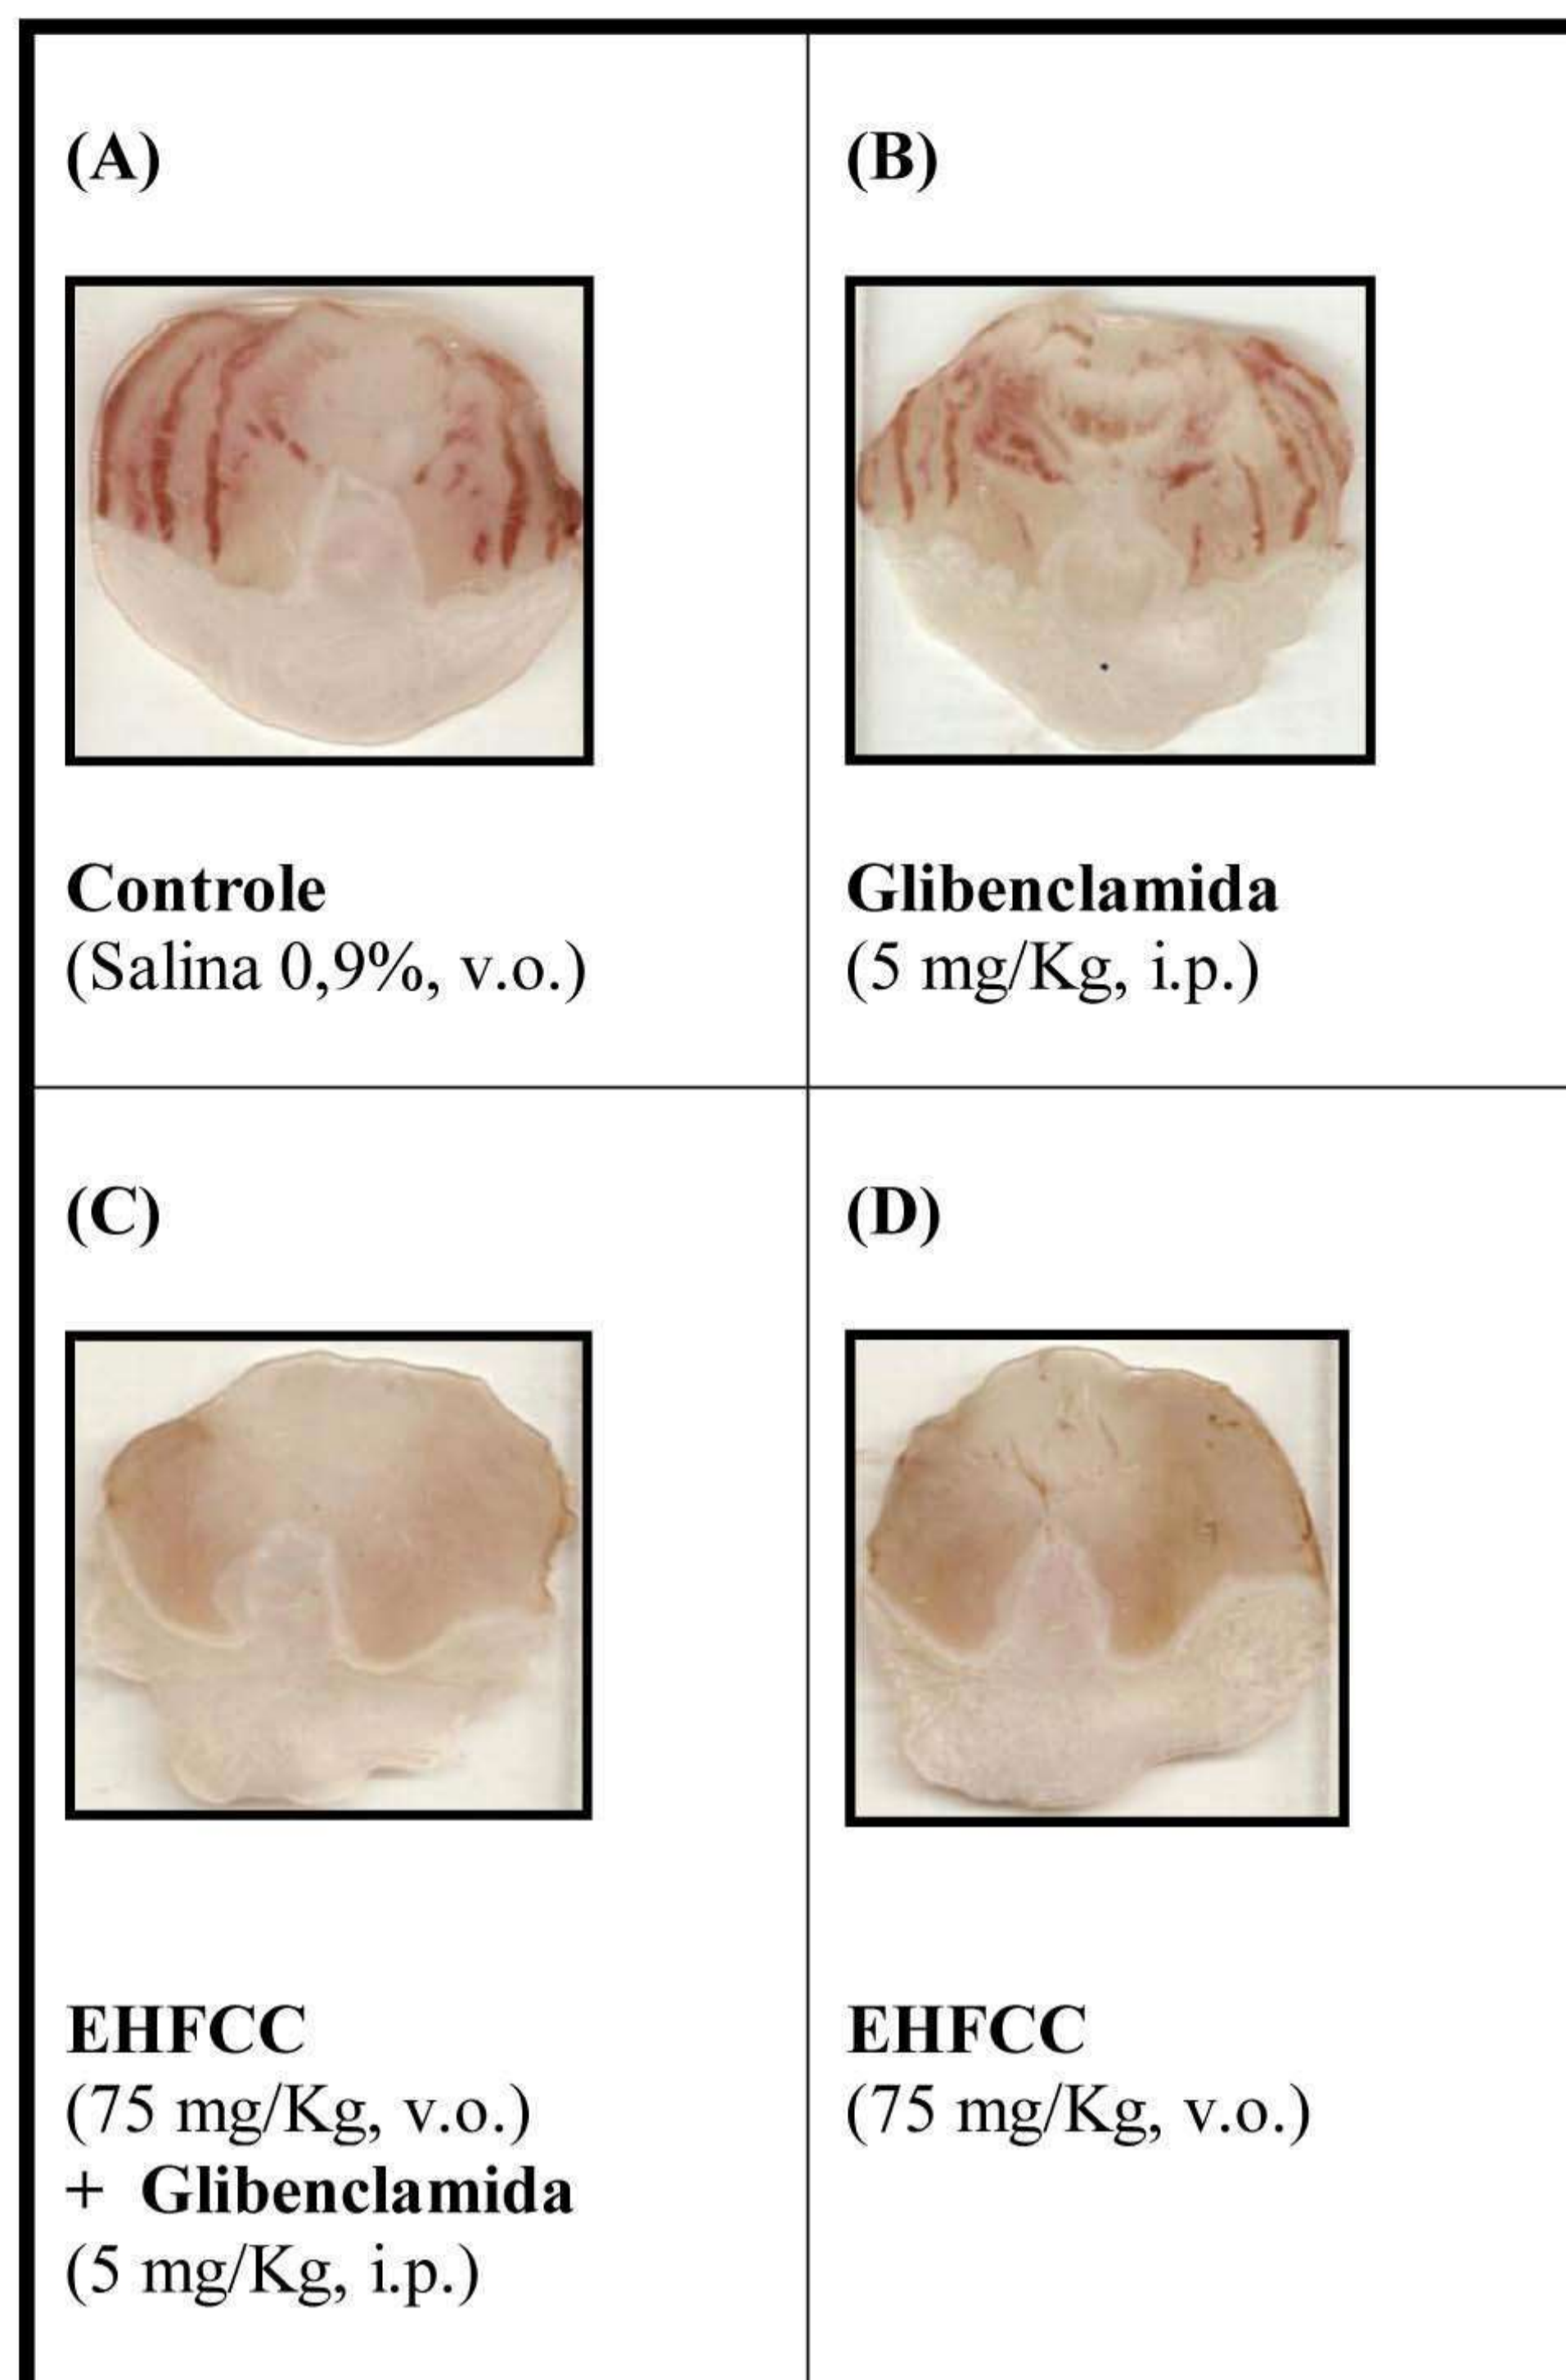 (A)
(B)
Controle
(Salina 0,9%, v.o.)
Glibenclamida
(5 mg/Kg, i.p.)
(C)
(D)
EHFCC
(75 mg/Kg, v.o.)
+ Glibenclamida
(5 mg/Kg, i.p.)
EHFCC
(75 mg/Kg, v.o.)